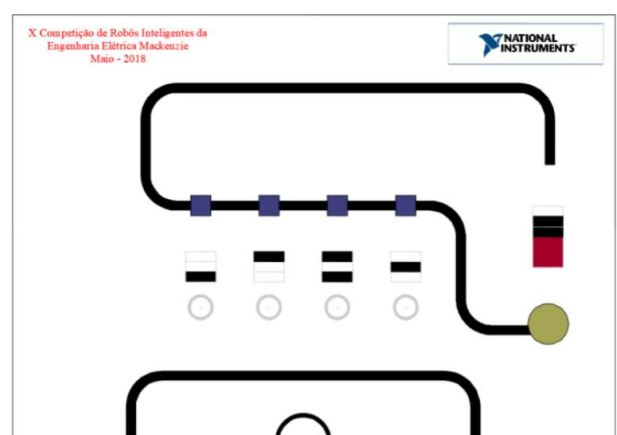 X Competição de Robôs Inteligentes da
Engenharia Elétrica Mackenzie
Maio - 2018
NATIONAL
INSTRUMENTS